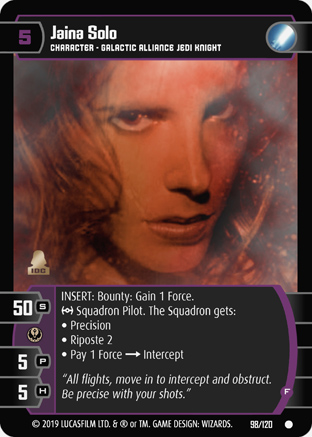 5
Jaina Solo
CHARACTER - GALACTIC ALLIANCE JEDI KNIGHT
IDC
50 S
INSERT: Bounty: Gain 1 Force.
Squadron Pilot. The Squadron gets:
• Precision
• Riposte 2
5 P
• Pay 1 Force → Intercept
5 H
“All flights, move in to intercept and obstruct.
Be precise with your shots.”
F
© 2019 LUCASFILM LTD. & ® or TM. GAME DESIGN: WIZARDS.
98/120